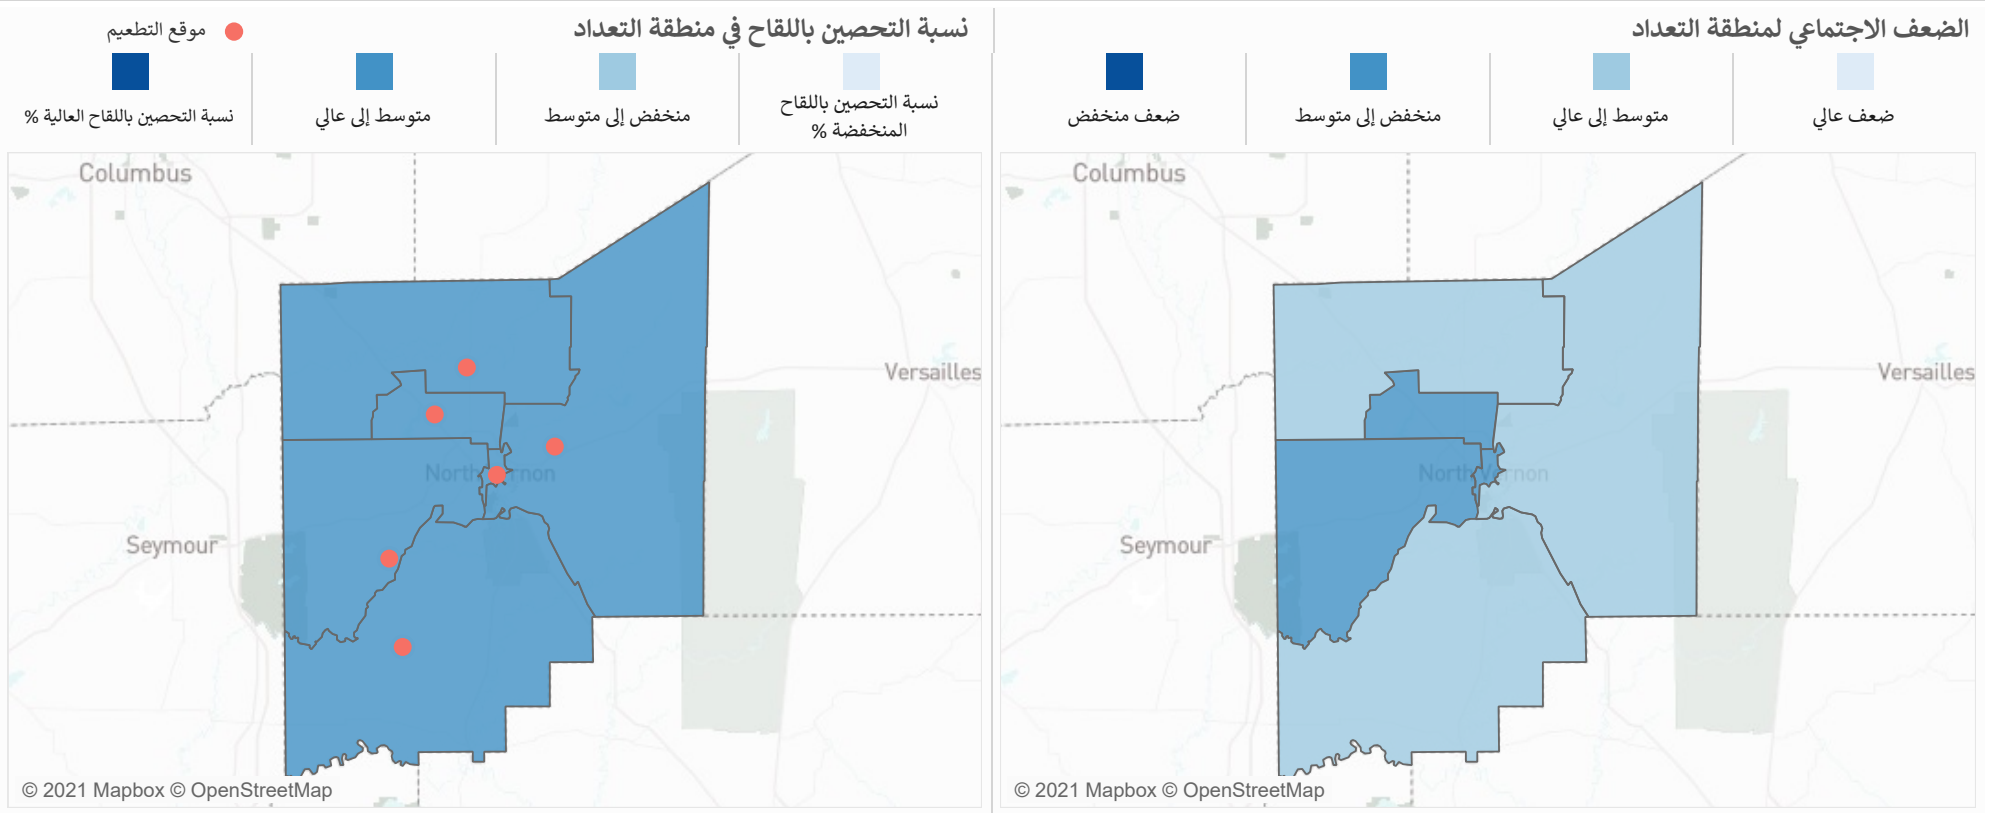 الضعف الاجتماعي لمنطقة التعداد
ضعف عالي
متوسط إلى عالي
منخفض إلى متوسط
ضعف منخفض
Columbus
Versailles
North Vernon
Seymour
© 2021 Mapbox © OpenStreetMap
نسبة التحصين باللقاح في منطقة التعداد
موقع التطعيم
نسبة التحصين باللقاح
المنخفضة %
منخفض إلى متوسط
متوسط إلى عالي
نسبة التحصين باللقاح العالية %
Columbus
Versailles
North Vernon
Seymour
© 2021 Mapbox © OpenStreetMap